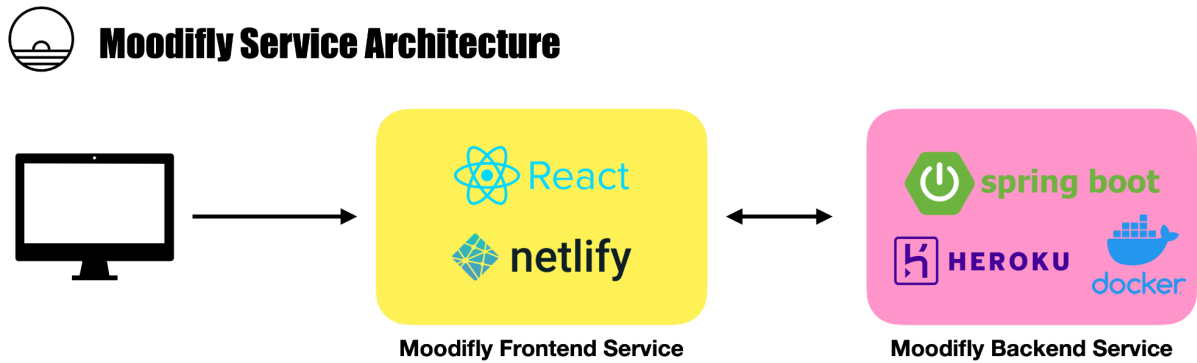 Moodifly Service Architecture
React
netlify
spring boot
HEROKU
docker
Moodifly Frontend Service
Moodifly Backend Service